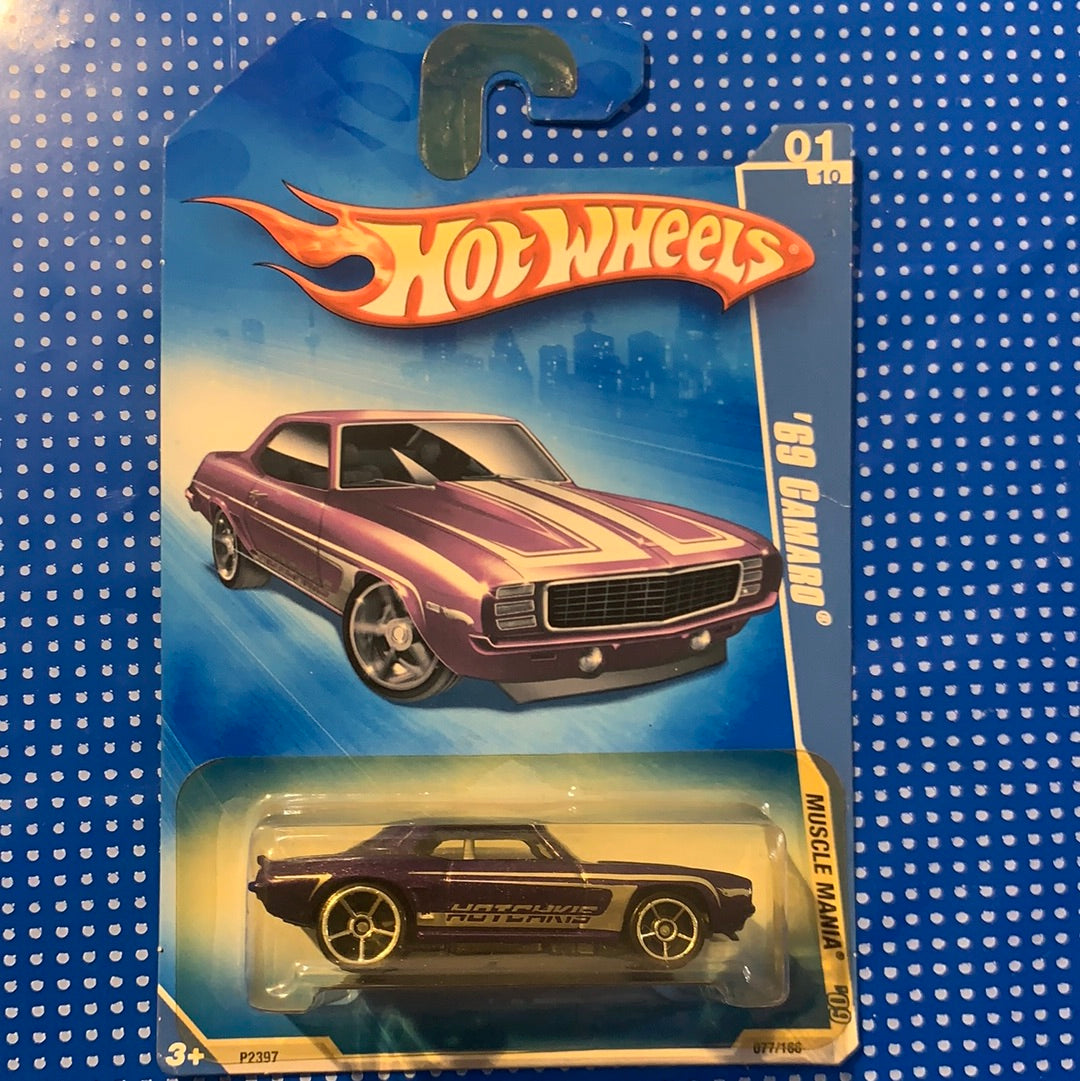 01
10
HOT WHEELS®
'69 CAMARO®
HOTCHKIS
MUSCLE MANIA® '09
3+
P2397
077/166